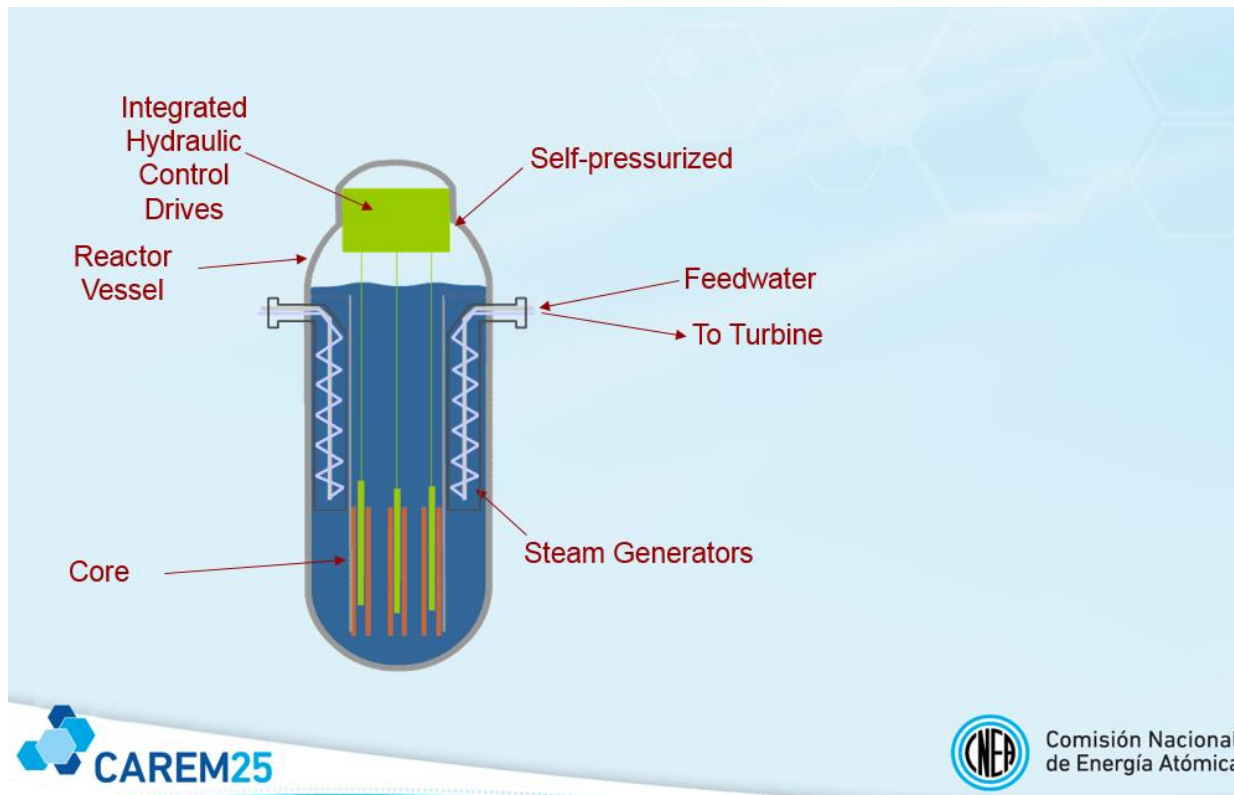 Integrated
Hydraulic
Control
Drives
Self-pressurized
Reactor
Vessel
Feedwater
To Turbine
Steam Generators
Core
CAREM25
CNEA
Comisión Nacional
de Energía Atómica